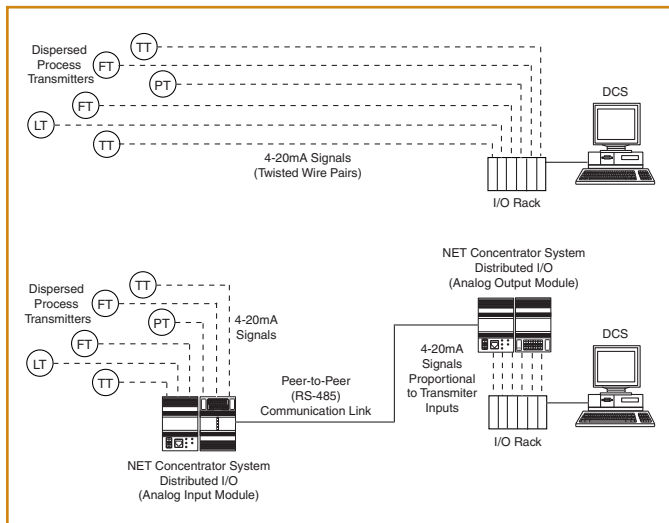 Dispersed
Process
Transmitters
TT
FT
PT
FT
LT
TT
4-20mA Signals
(Twisted Wire Pairs)
DCS
I/O Rack
Dispersed
Process
Transmitters
TT
FT
PT
FT
LT
TT
4-20mA
Signals
NET Concentrator System
Distributed I/O
(Analog Input Module)
Peer-to-Peer
(RS-485)
Communication Link
NET Concentrator System
Distributed I/O
(Analog Output Module)
4-20mA
Signals
Proportional
to Transmiter
Inputs
DCS
I/O Rack